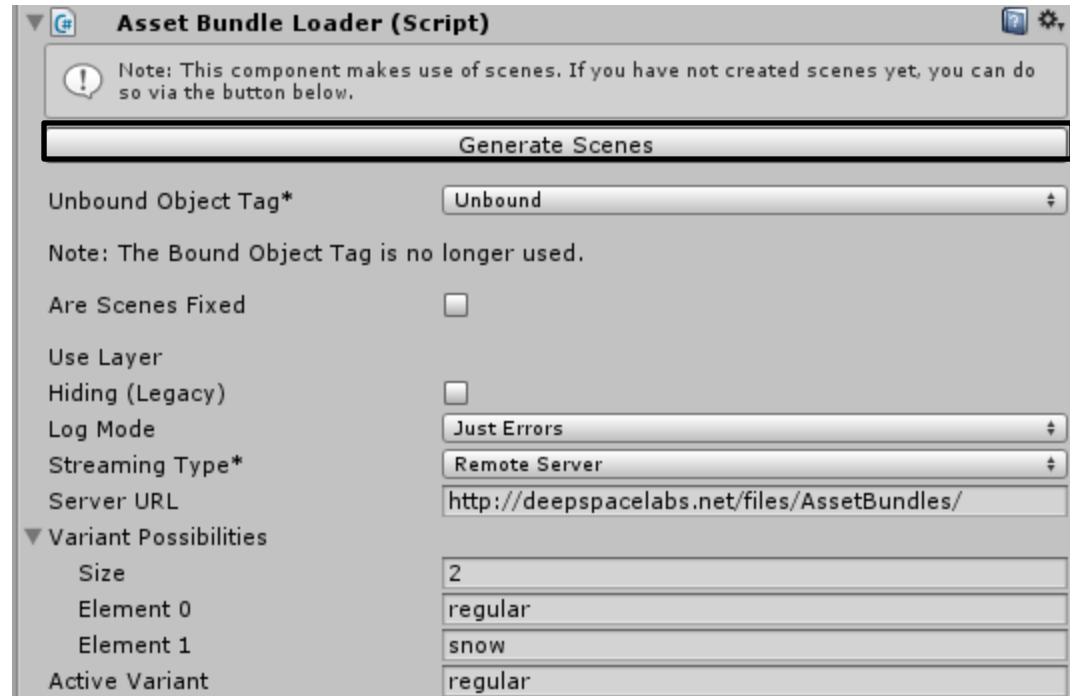 Asset Bundle Loader (Script)
Note: This component makes use of scenes. If you have not created scenes yet, you can do
so via the button below.
Generate Scenes
Unbound Object Tag* Unbound
Note: The Bound Object Tag is no longer used.
Are Scenes Fixed
Use Layer
Hiding (Legacy)
Log Mode Just Errors
Streaming Type* Remote Server
Server URL http://deepspacelabs.net/files/AssetBundles/
Variant Possibilities
Size 2
Element 0 regular
Element 1 snow
Active Variant regular